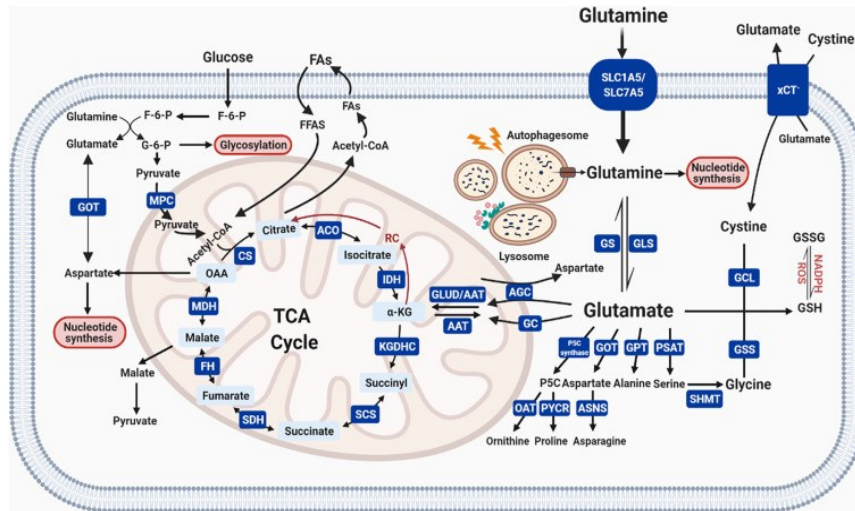 Glutamine
Glutamate
Cystine
Glucose
FAs
SLC1A5/
SLC7A5
xCT-
FAs
Glutamine
F-6-P
F-6-P
FFAS
Autophagesome
Glutamate
Glutamate
G-6-P
Glycosylation
Acetyl-CoA
Glutamine
Nucleotide
synthesis
Pyruvate
MPC
GOT
Pyruvate
Acetyl-CoA
Citrate
ACO
RC
Lysosome
Cystine
GSSG
CS
Isocitrate
GS
GLS
NADPH
ROS
Aspartate
OAA
IDH
Aspartate
GCL
MDH
TCA
Cycle
α-KG
GLUD/AAT
AGC
AAT
GC
Glutamate
GSH
Nucleotide
synthesis
Malate
KGDHC
P5C
synthase
GOT
GPT
PSAT
GSS
Malate
FH
Succinyl
P5C
Aspartate
Alanine
Serine
Glycine
Fumarate
SCS
OAT
PYCR
ASNS
SHMT
Pyruvate
SDH
Succinate
Ornithine
Proline
Asparagine